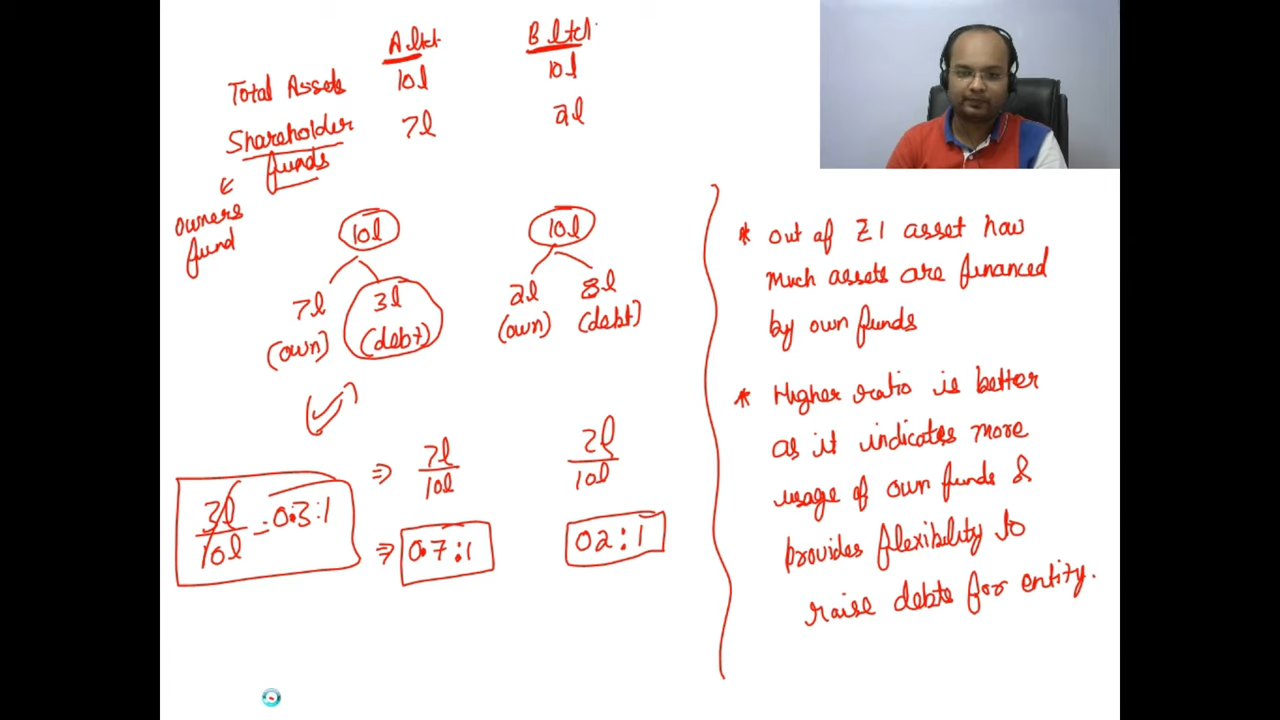 A ltd. B ltd.
Total Assets 10l 10l
Shareholder funds 7l 2l
owners
fund
10l 10l
7l 3l 2l 8l
(own) (debt) (own) (debt)
⇒ 7l/10l 2l/10l
3l/10l = 0.3:1
⇒ 0.7:1 02:1
* out of ₹1 asset how
much assets are financed
by own funds
* Higher ratio is better
as it indicates more
usage of own funds &
provides flexibility to
raise debts for entity.